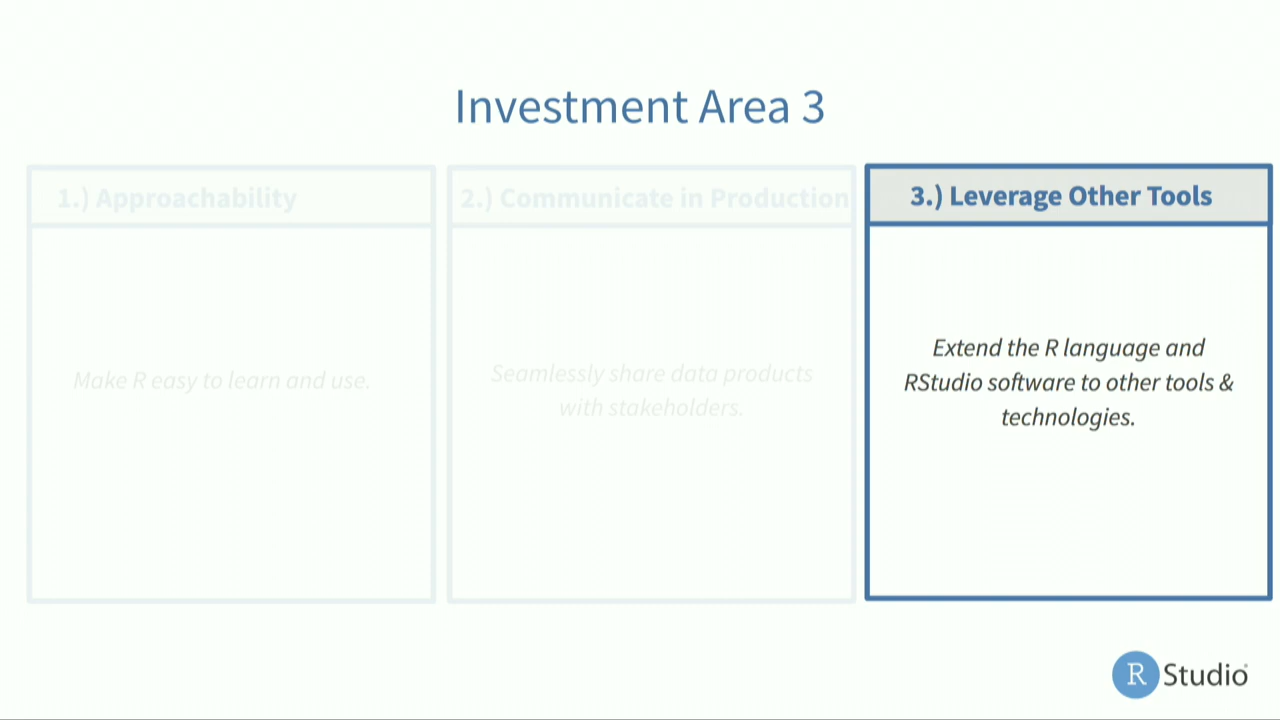 Investment Area 3
1.) Approachability
Make R easy to learn and use.
2.) Communicate in Production
Seamlessly share data products
with stakeholders.
3.) Leverage Other Tools
Extend the R language and
RStudio software to other tools &
technologies.
R Studio